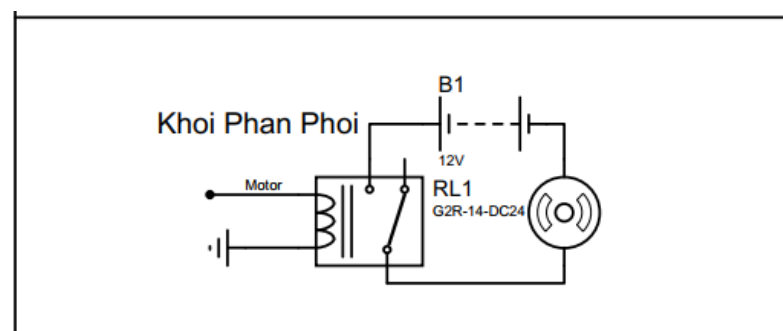 B1
Khoi Phan Phoi
12V
Motor
RL1
G2R-14-DC24